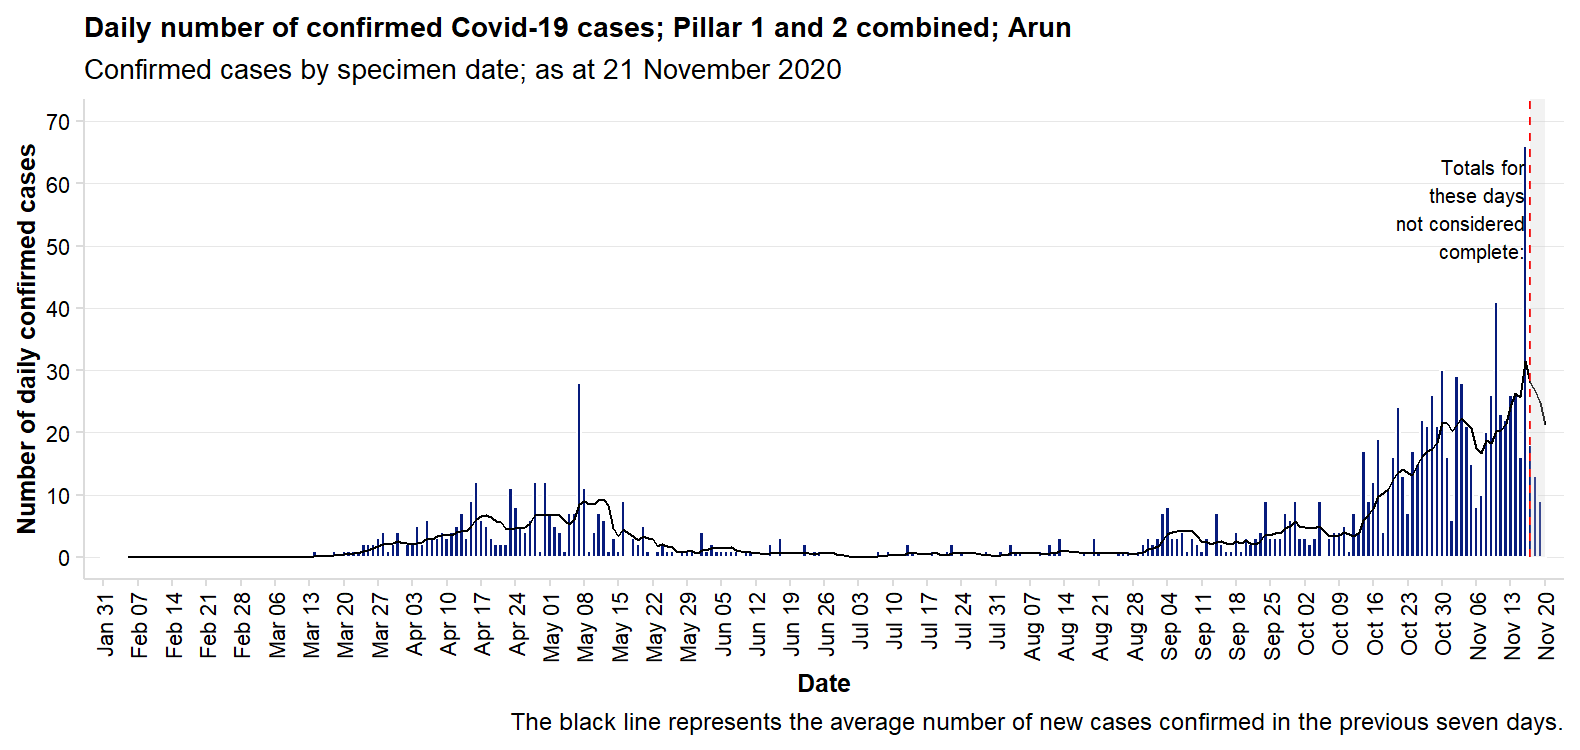 Daily number of confirmed Covid-19 cases; Pillar 1 and 2 combined; Arun
Confirmed cases by specimen date; as at 21 November 2020
Number of daily confirmed cases
70
60
50
40
30
20
10
0
Totals for
these days
not considered
complete:
Jan 31
Feb 07
Feb 14
Feb 21
Feb 28
Mar 06
Mar 13
Mar 20
Mar 27
Apr 03
Apr 10
Apr 17
Apr 24
May 01
May 08
May 15
May 22
May 29
Jun 05
Jun 12
Jun 19
Jun 26
Jul 03
Jul 10
Jul 17
Jul 24
Jul 31
Aug 07
Aug 14
Aug 21
Aug 28
Sep 04
Sep 11
Sep 18
Sep 25
Oct 02
Oct 09
Oct 16
Oct 23
Oct 30
Nov 06
Nov 13
Nov 20
Date
The black line represents the average number of new cases confirmed in the previous seven days.